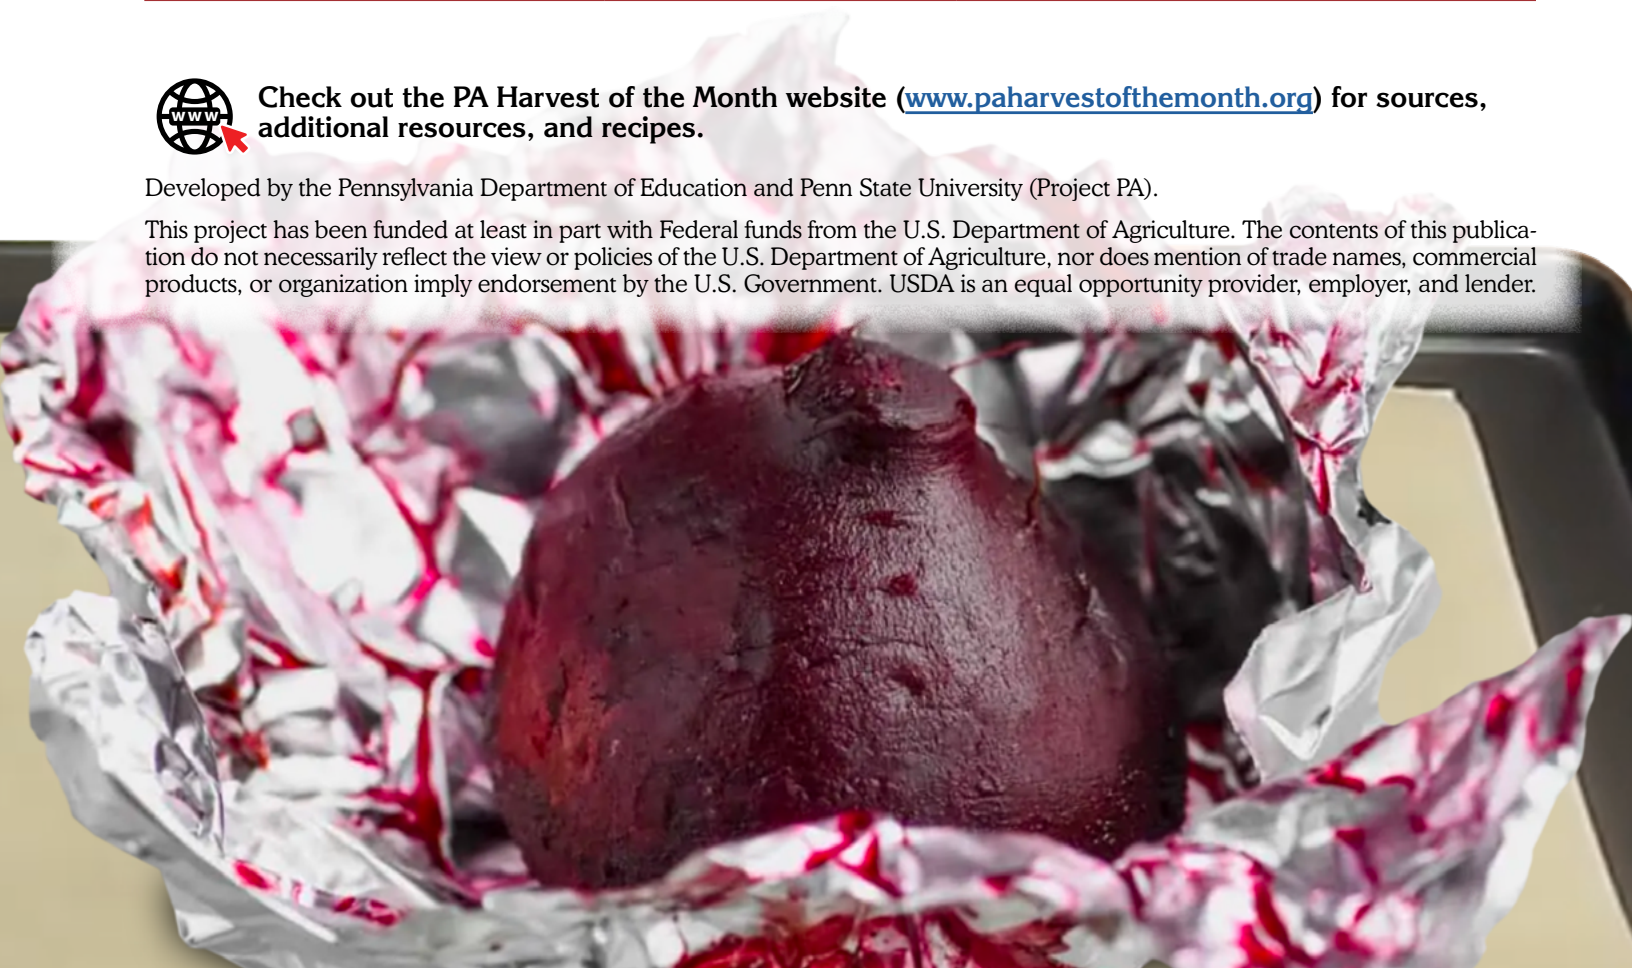 www
Check out the PA Harvest of the Month website (www.paharvestofthemonth.org) for sources,
additional resources, and recipes.
Developed by the Pennsylvania Department of Education and Penn State University (Project PA).
This project has been funded at least in part with Federal funds from the U.S. Department of Agriculture. The contents of this publica-
tion do not necessarily reflect the view or policies of the U.S. Department of Agriculture, nor does mention of trade names, commercial
products, or organization imply endorsement by the U.S. Government. USDA is an equal opportunity provider, employer, and lender.